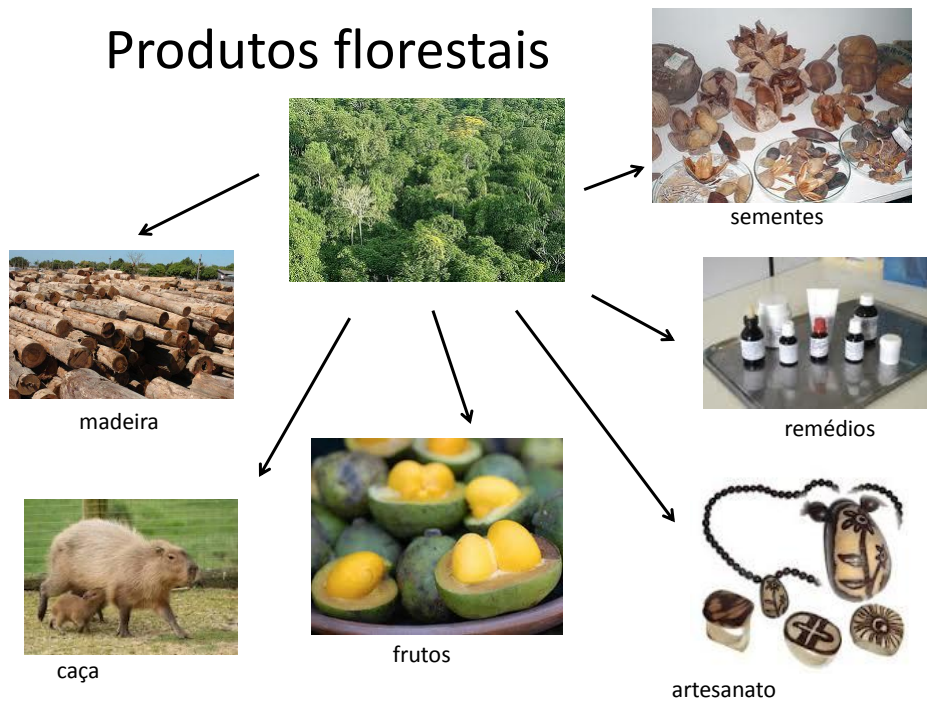 Produtos florestais
sementes
madeira
remédios
caça
frutos
artesanato